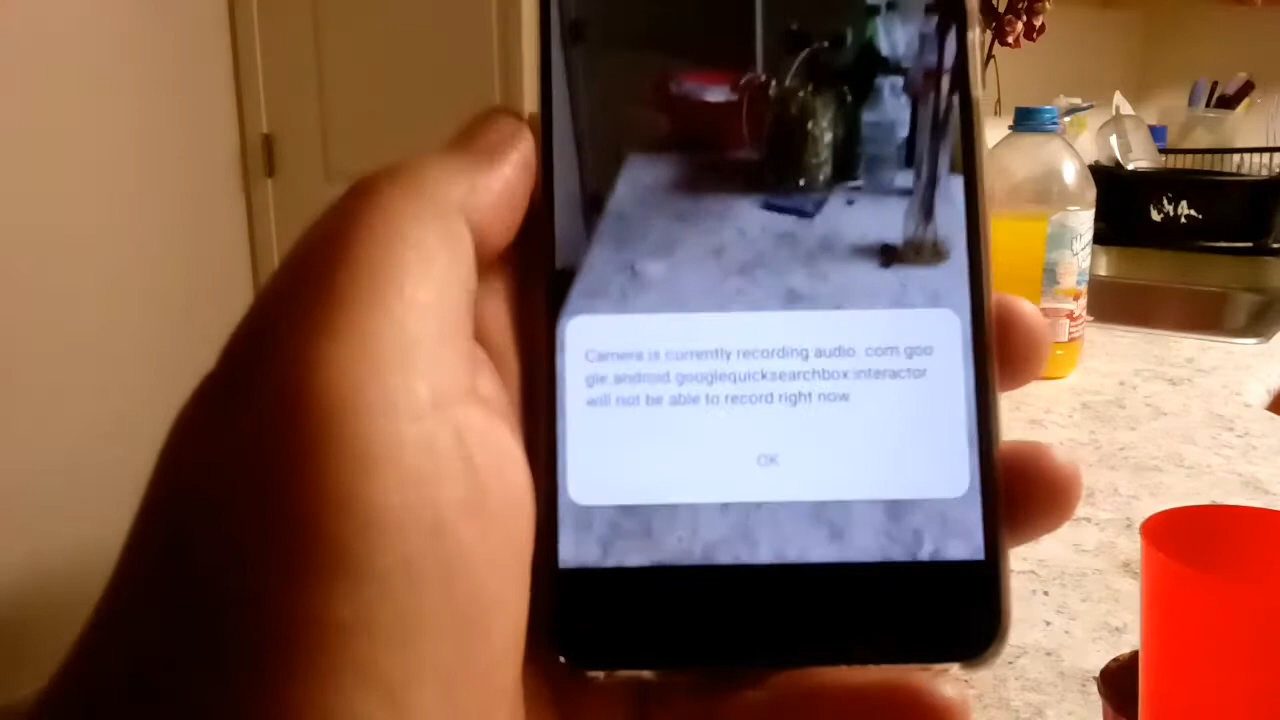 Camera is currently recording audio. com.goo
gle.android.googlequicksearchbox:interactor
will not be able to record right now.
OK